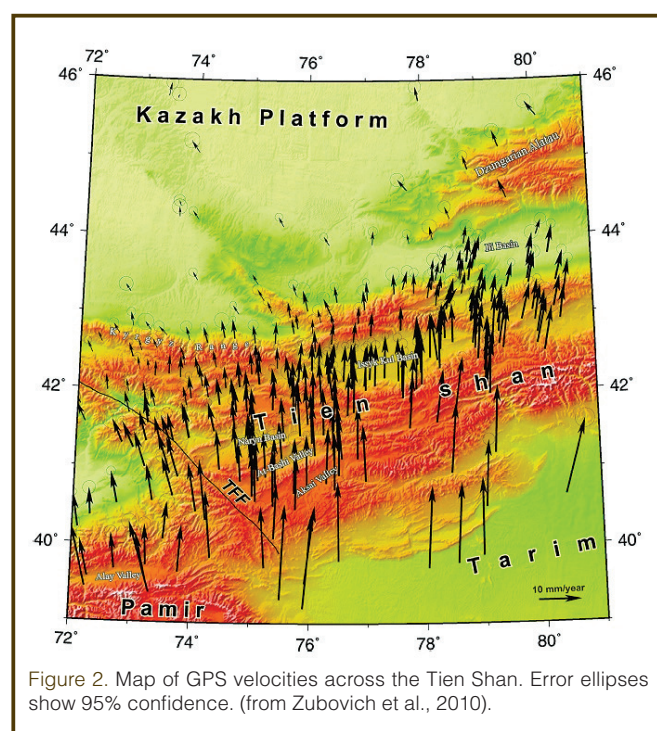 72° 74° 76° 78° 80°
46° 46°
Kazakh Platform
Dzungarian Alatau
44° 44°
Ili Basin
Kyrgyz Range
Issyk Kul Basin
42° 42°
Tien shan
Naryn Basin
At-Bashi Valley
Aksai Valley
TFF
40° 40°
Tarim
Alay Valley
10 mm/year
Pamir
72° 74° 76° 78° 80°
Figure 2. Map of GPS velocities across the Tien Shan. Error ellipses
show 95% confidence. (from Zubovich et al., 2010).